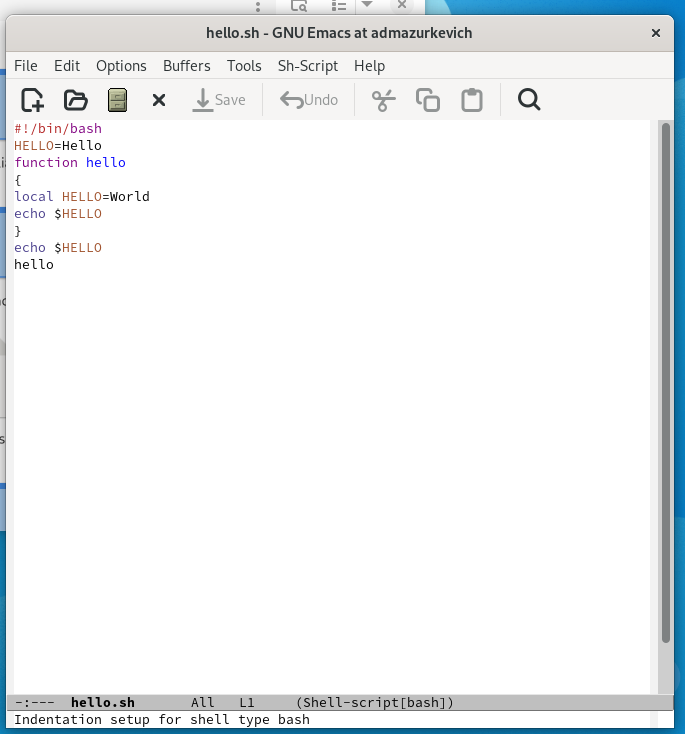 hello.sh - GNU Emacs at admazurkevich
File Edit Options Buffers Tools Sh-Script Help
Save Undo
#!/bin/bash
HELLO=Hello
function hello
{
local HELLO=World
echo $HELLO
}
echo $HELLO
hello
-:--- hello.sh All L1 (Shell-script[bash])
Indentation setup for shell type bash